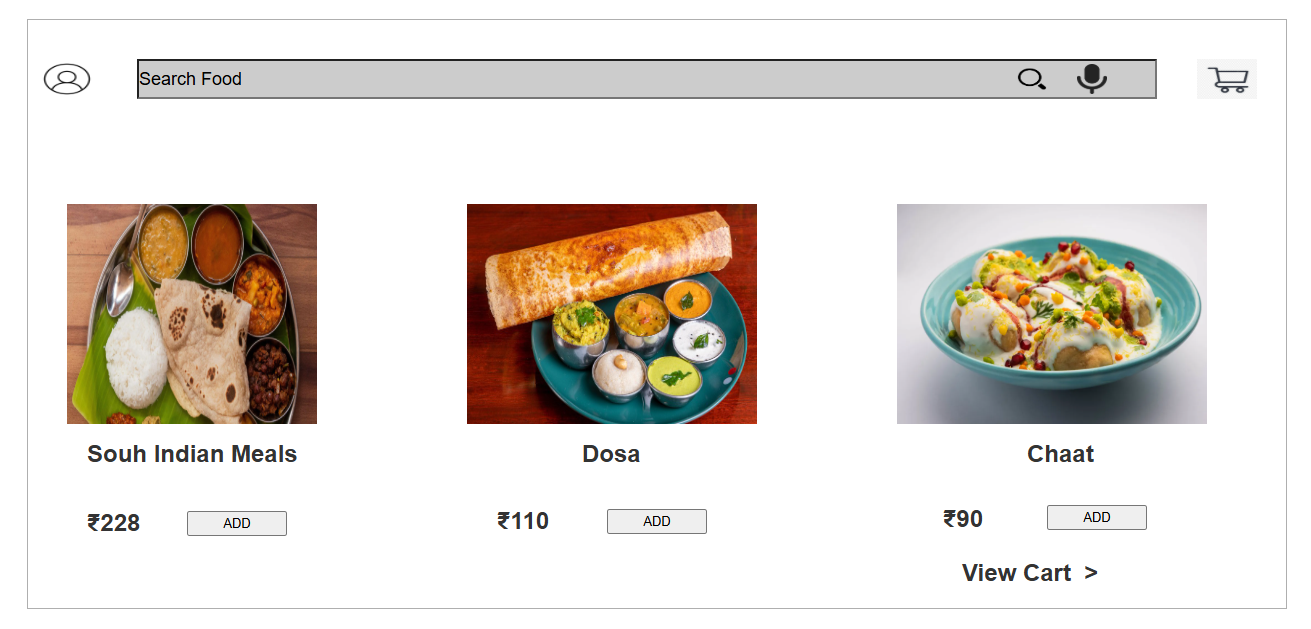 Search Food
Souh Indian Meals
Dosa
Chaat
₹228
ADD
₹110
ADD
₹90
ADD
View Cart >